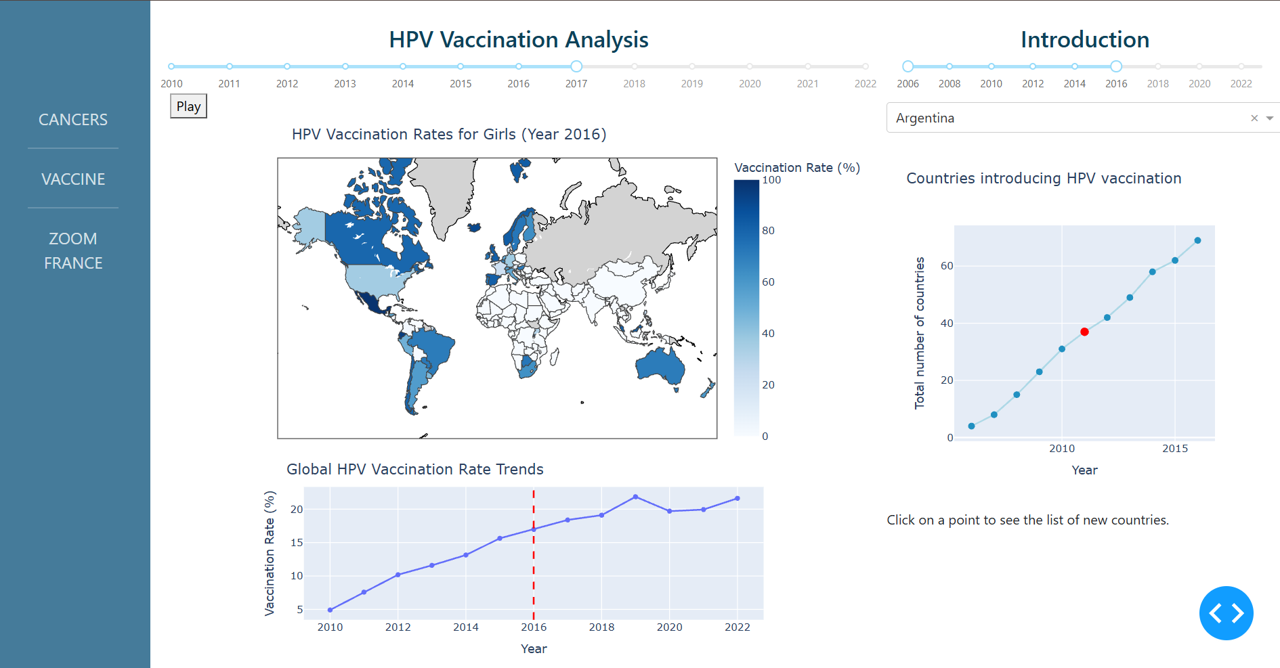 CANCERS
VACCINE
ZOOM
FRANCE
HPV Vaccination Analysis
2010 2011 2012 2013 2014 2015 2016 2017 2018 2019 2020 2021 2022
Play
HPV Vaccination Rates for Girls (Year 2016)
Vaccination Rate (%)
100
80
60
40
20
0
Global HPV Vaccination Rate Trends
Vaccination Rate (%)
20
15
10
5
2010 2012 2014 2016 2018 2020 2022
Year
Introduction
2006 2008 2010 2012 2014 2016 2018 2020 2022
Argentina
Countries introducing HPV vaccination
Total number of countries
60
40
20
0
2010 2015
Year
Click on a point to see the list of new countries.